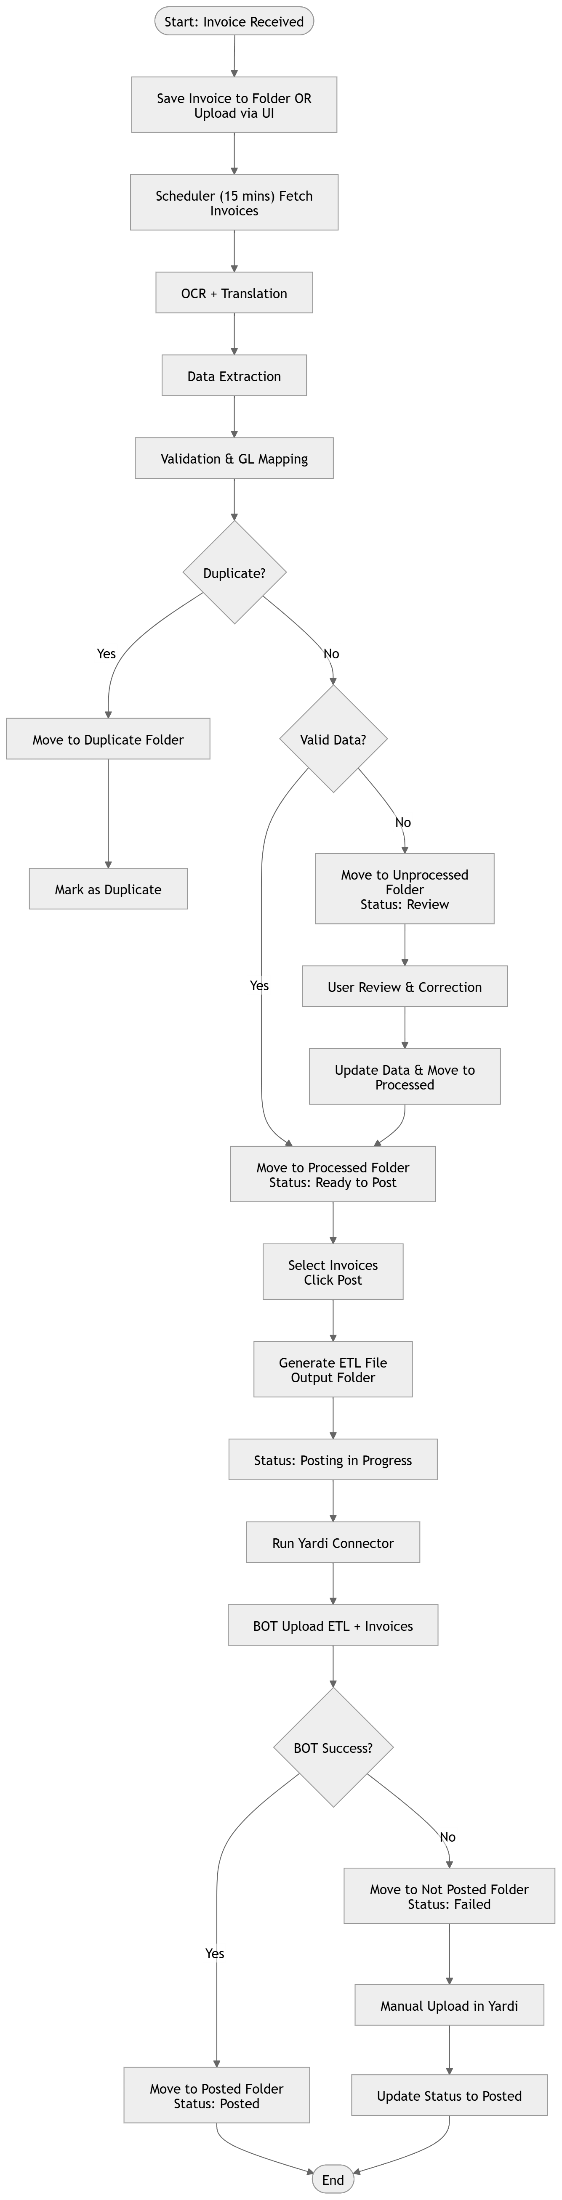 Start: Invoice Received
Save Invoice to Folder OR
Upload via UI
Scheduler (15 mins) Fetch
Invoices
OCR + Translation
Data Extraction
Validation & GL Mapping
Duplicate?
Yes
No
Move to Duplicate Folder
Valid Data?
Mark as Duplicate
No
Move to Unprocessed
Folder
Status: Review
Yes
User Review & Correction
Update Data & Move to
Processed
Move to Processed Folder
Status: Ready to Post
Select Invoices
Click Post
Generate ETL File
Output Folder
Status: Posting in Progress
Run Yardi Connector
BOT Upload ETL + Invoices
BOT Success?
No
Move to Not Posted Folder
Status: Failed
Yes
Manual Upload in Yardi
Move to Posted Folder
Status: Posted
Update Status to Posted
End